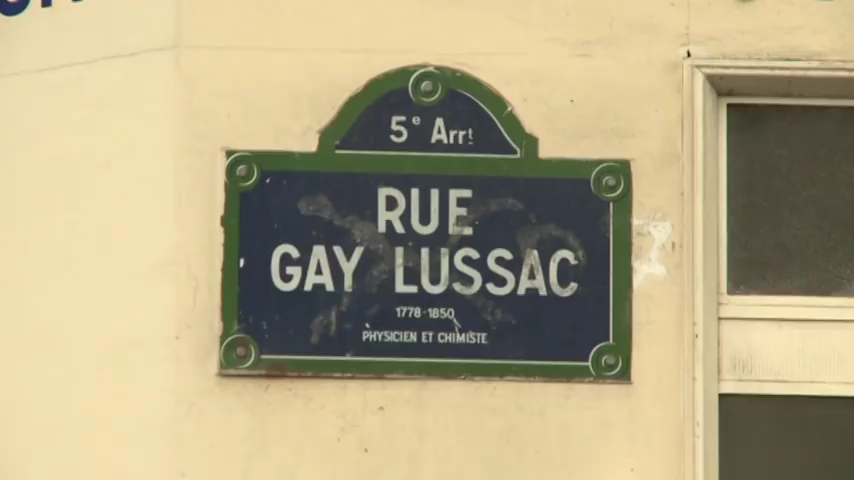 5e Arrt
RUE
GAY LUSSAC
1778-1850
PHYSICIEN ET CHIMISTE